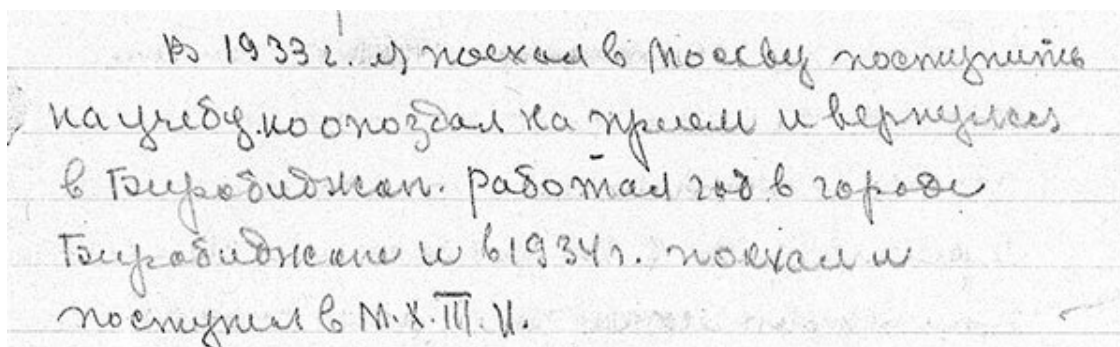 В 1933 г. я поехал в Москву поступить
на учебу. но опоздал на прием и вернулся
в Биробиджан. работал год в городе
Биробиджане и в 1934 г. поехал и
поступил в М.Х.Т И.